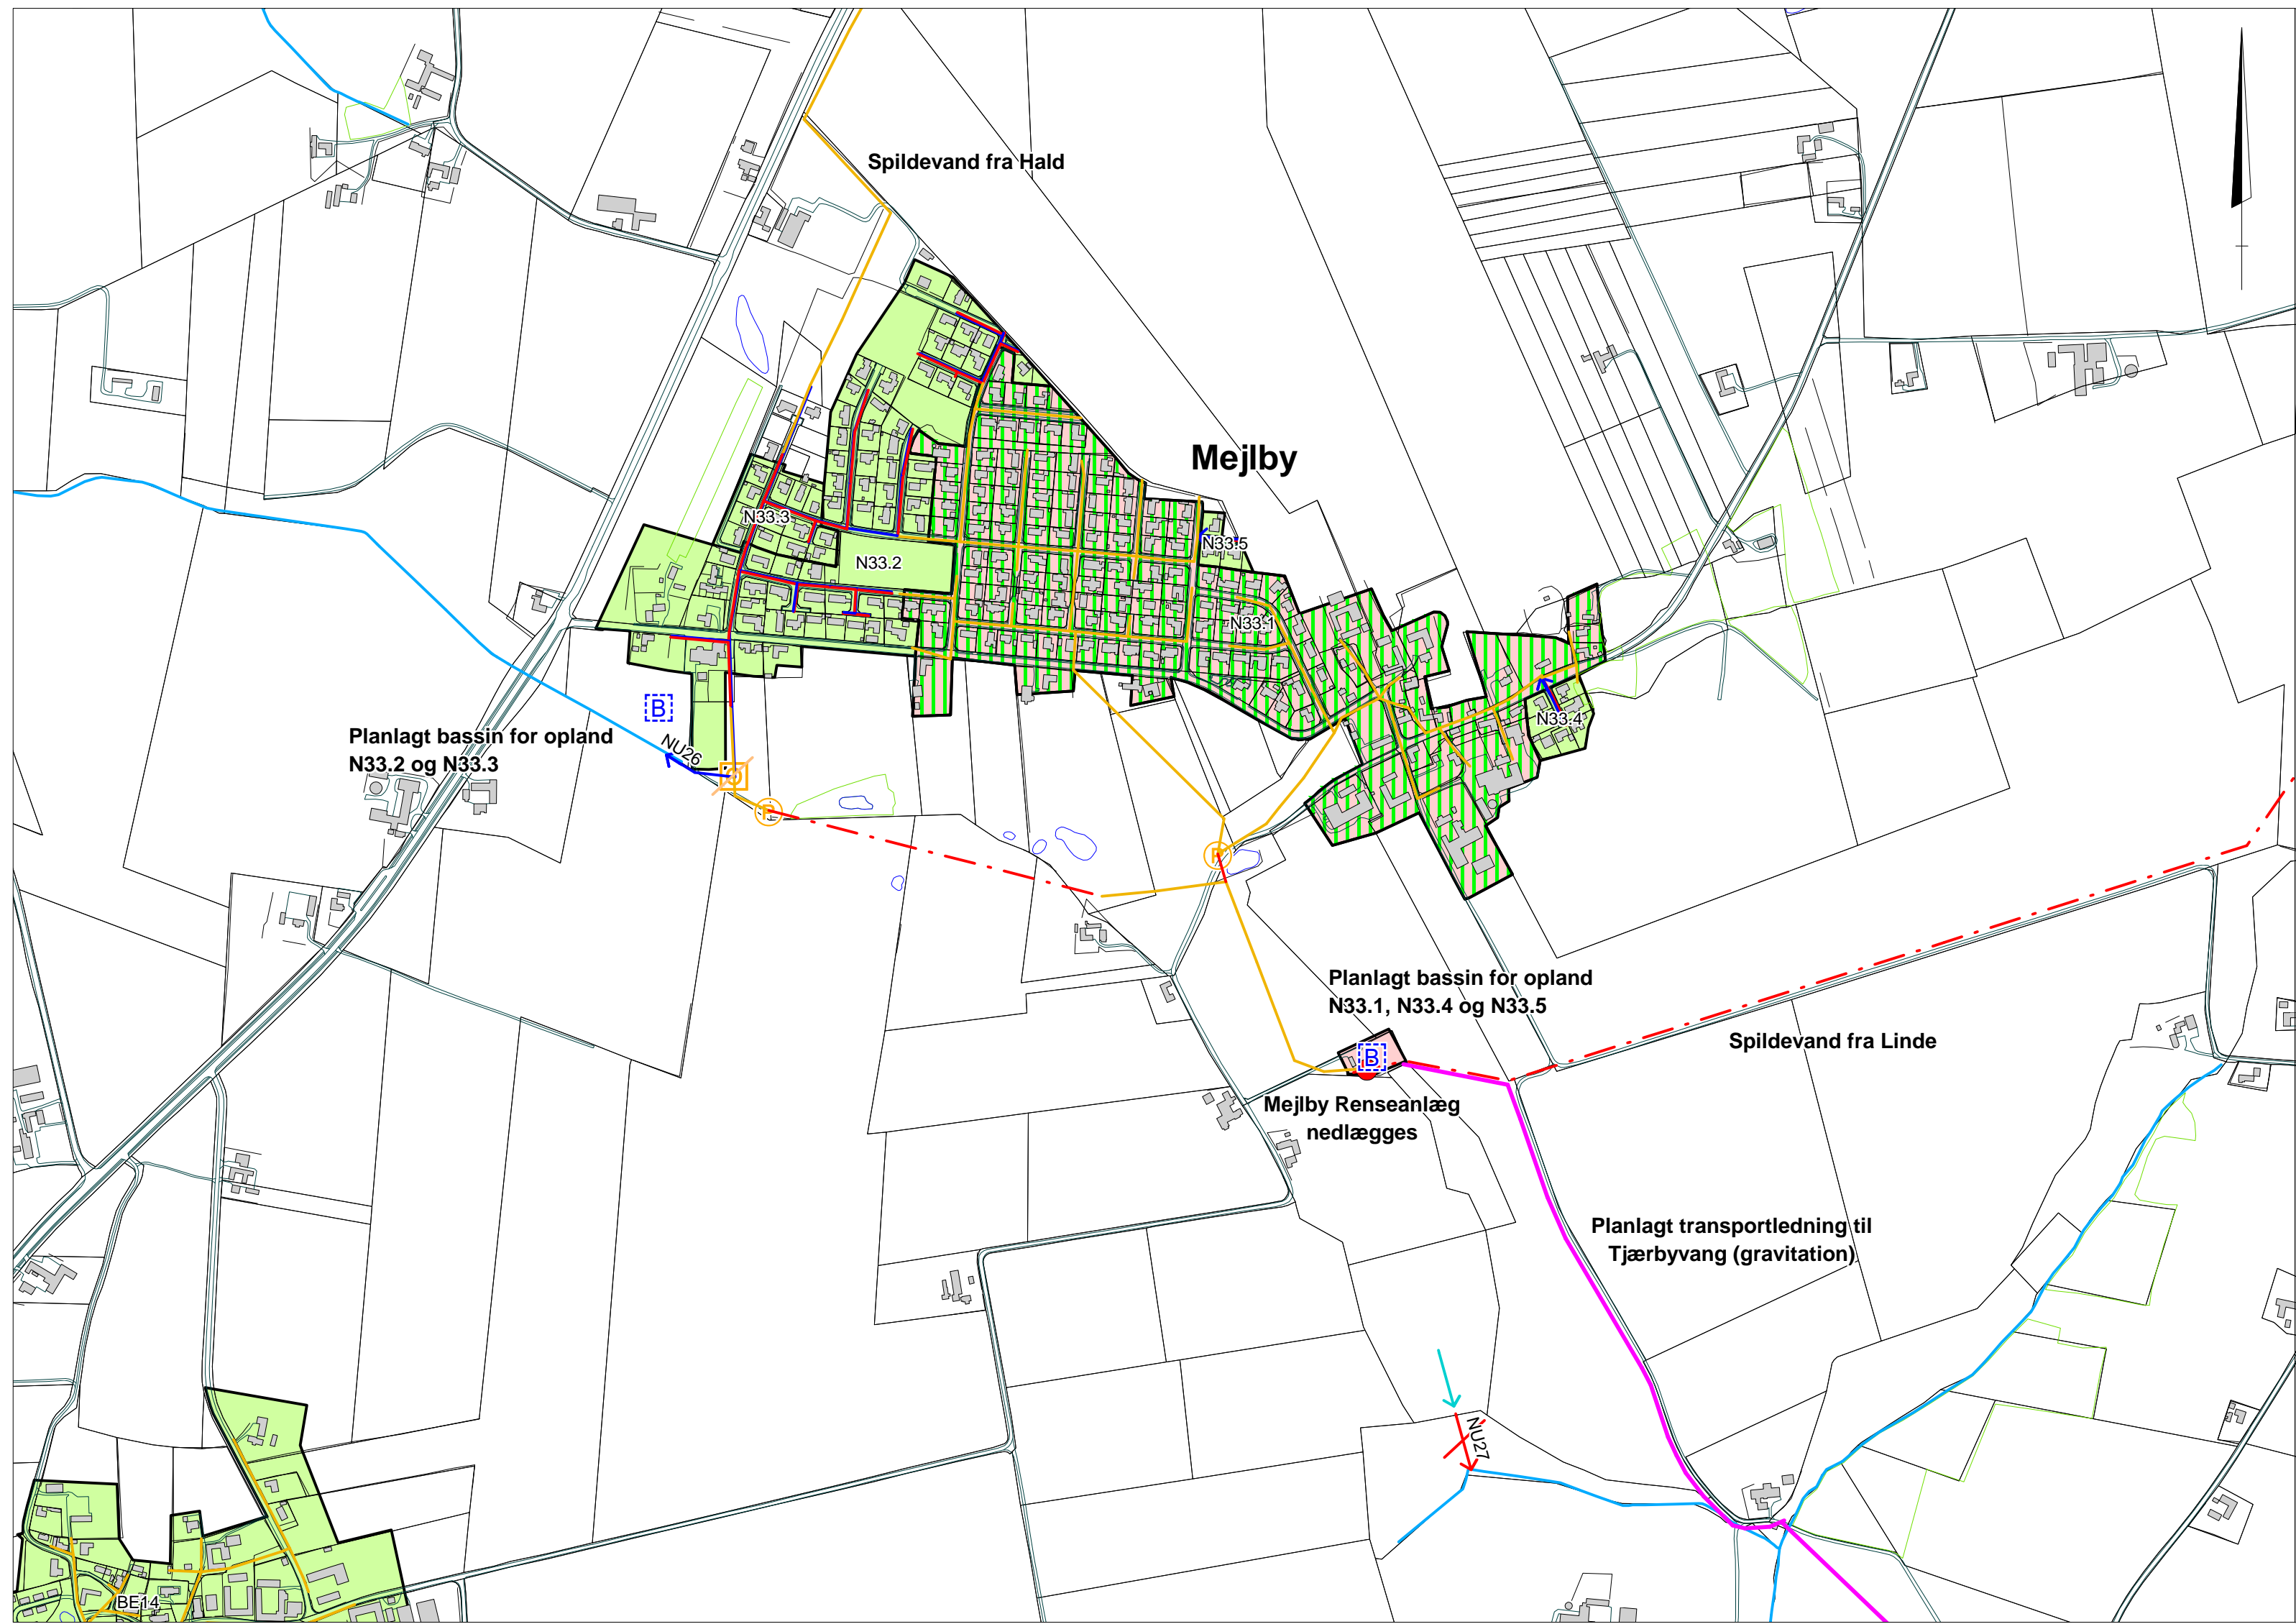 Spildevand fra Hald
Mejlby
N33.3
N33.5
N33.2
N33.1
N33.4
B
Planlagt bassin for opland
N33.2 og N33.3
NU26
P
P
Planlagt bassin for opland
N33.1, N33.4 og N33.5
Spildevand fra Linde
B
Mejlby Renseanlæg
nedlægges
Planlagt transportledning til
Tjærbyvang (gravitation)
NU27
BE14